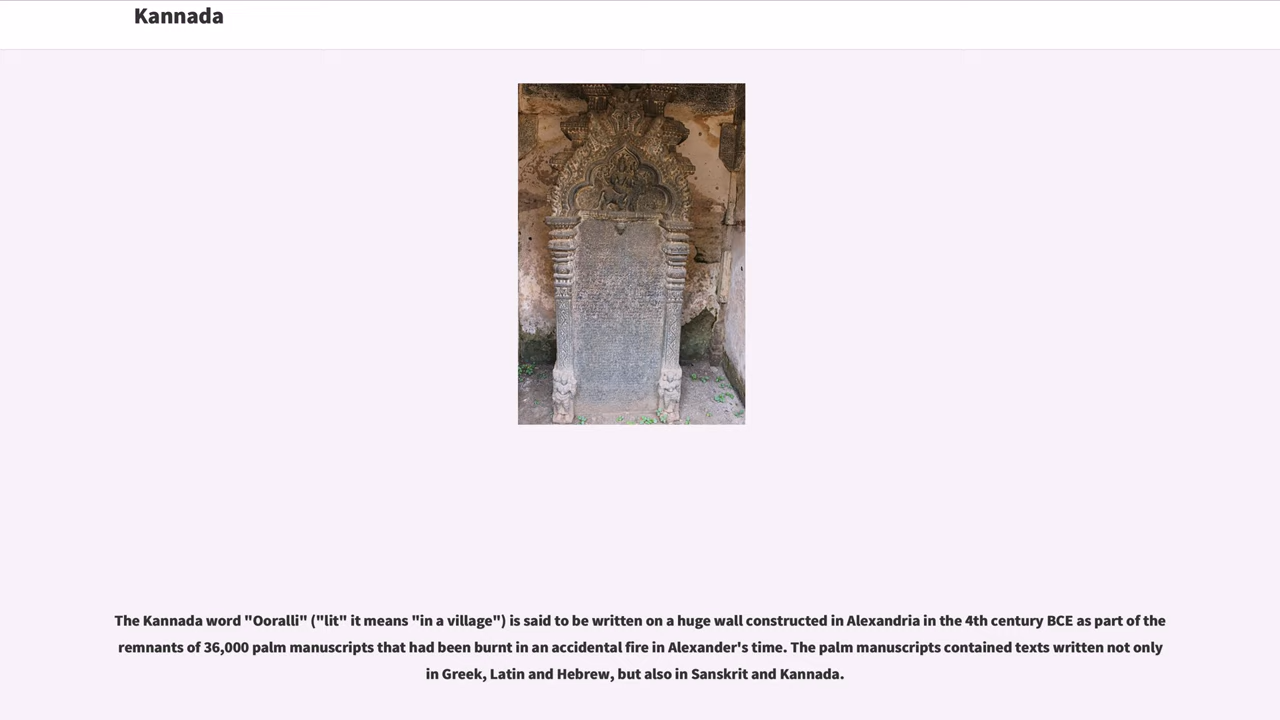 Kannada
The Kannada word "Ooralli" ("lit" it means "in a village") is said to be written on a huge wall constructed in Alexandria in the 4th century BCE as part of the
remnants of 36,000 palm manuscripts that had been burnt in an accidental fire in Alexander's time. The palm manuscripts contained texts written not only
in Greek, Latin and Hebrew, but also in Sanskrit and Kannada.